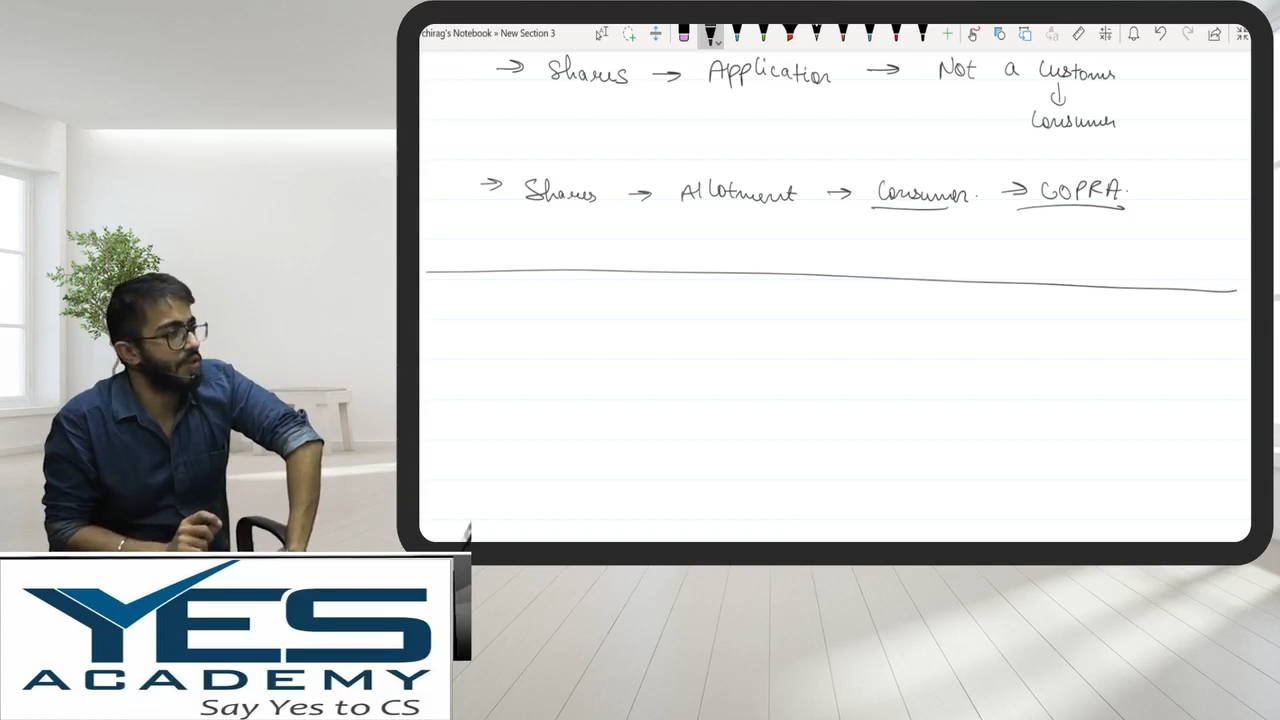 chirag's Notebook » New Section 3
→ Shares → Application → Not a Customer
↓
Consumer
→ Shares → Allotment → Consumer. → COPRA.
YES
ACADEMY
Say Yes to CS